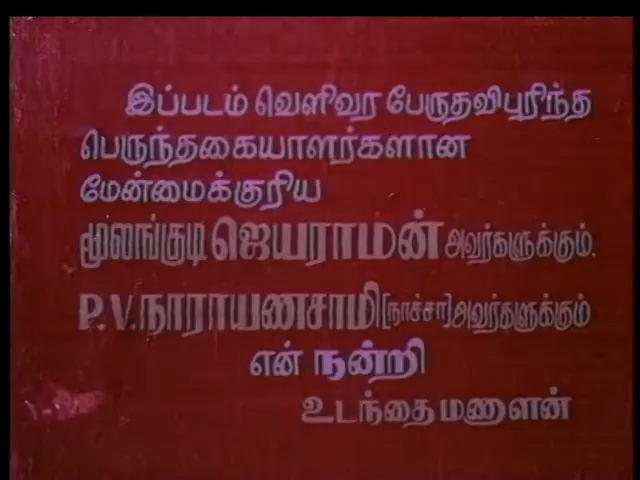 இப்படம் வெளிவர பேருதவிபுரிந்த
பெருந்தகையாளர்களான
மேன்மைக்குரிய
மூலங்குடி ஜெயராமன் அவர்களுக்கும்.
P.V.நாராயணசாமி [நாச்சா] அவர்களுக்கும்
என் நன்றி
உடந்தை மணாளன்